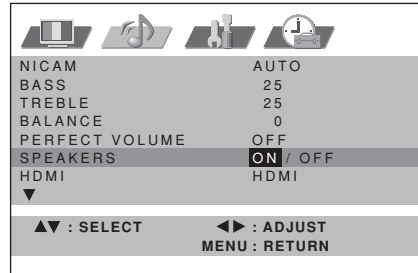 NICAM AUTO
BASS 25
TREBLE 25
BALANCE 0
PERFECT VOLUME OFF
SPEAKERS ON / OFF
HDMI HDMI
▼
▲▼ : SELECT ◀▶ : ADJUST
MENU : RETURN